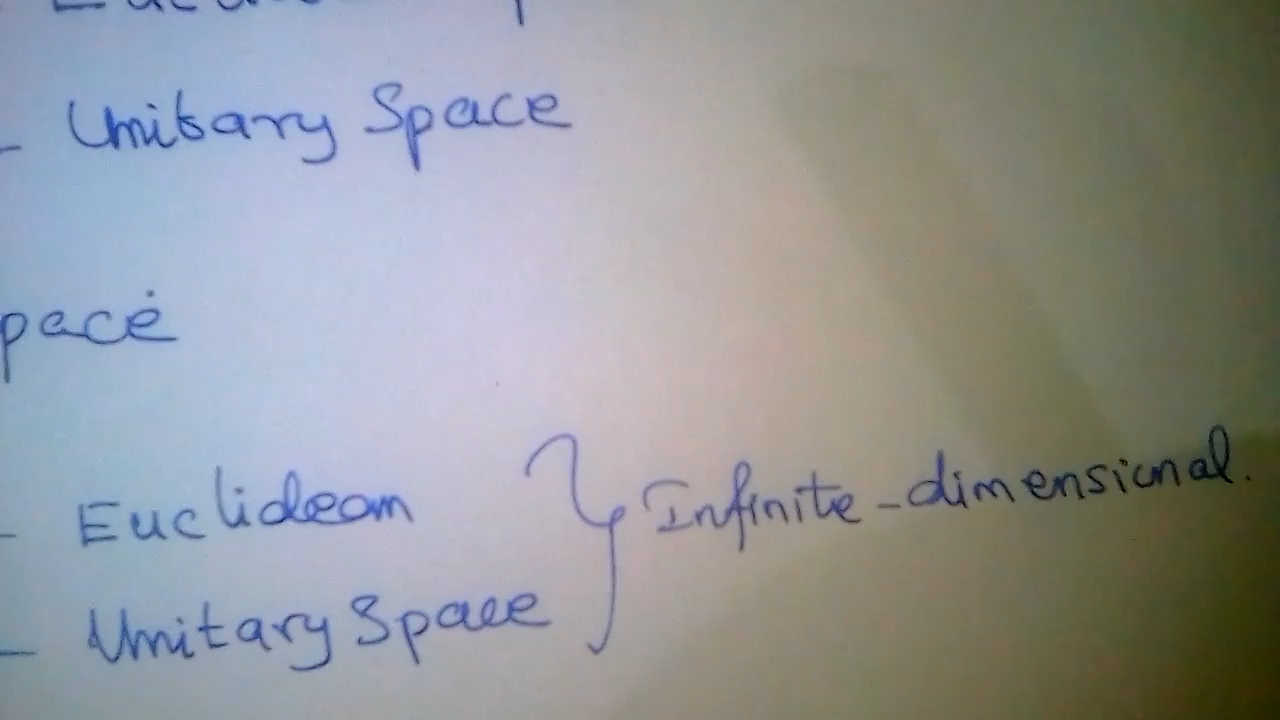 - Unitary Space
pace
- Euclidean
- Unitary Space } Infinite-dimensional.